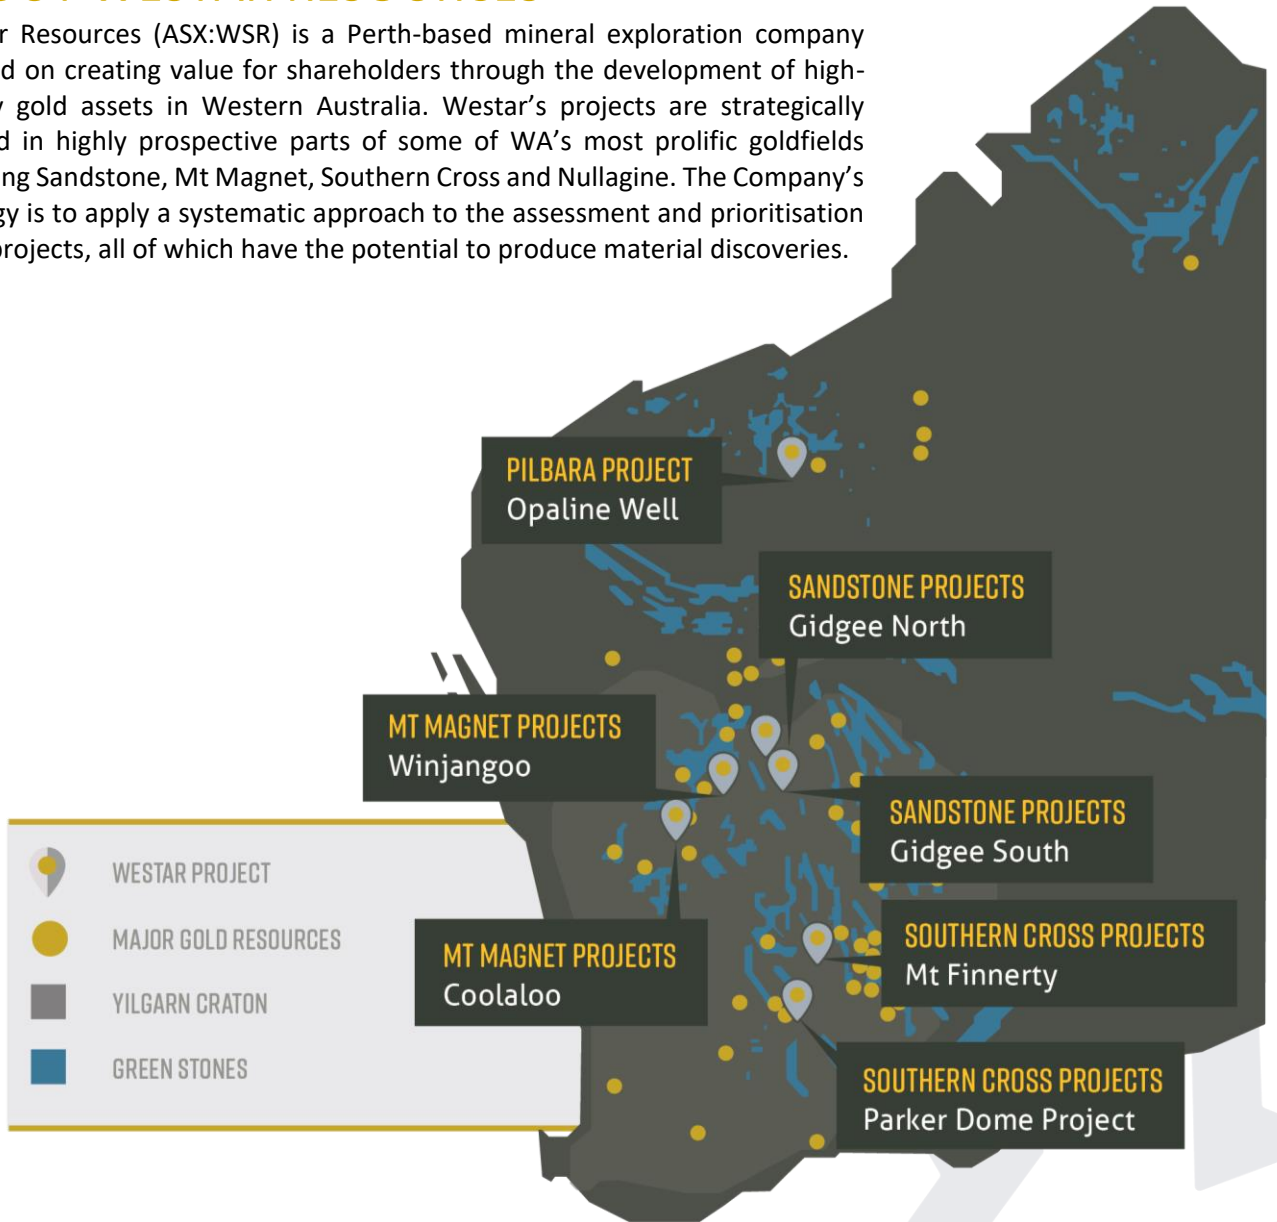 WESTAR RESOURCES
r Resources (ASX:WSR) is a Perth-based mineral exploration company
d on creating value for shareholders through the development of high-
y gold assets in Western Australia. Westar’s projects are strategically
d in highly prospective parts of some of WA’s most prolific goldfields
ng Sandstone, Mt Magnet, Southern Cross and Nullagine. The Company’s
gy is to apply a systematic approach to the assessment and prioritisation
projects, all of which have the potential to produce material discoveries.
PILBARA PROJECT
Opaline Well
SANDSTONE PROJECTS
Gidgee North
MT MAGNET PROJECTS
Winjangoo
SANDSTONE PROJECTS
Gidgee South
WESTAR PROJECT
MAJOR GOLD RESOURCES
YILGARN CRATON
GREEN STONES
MT MAGNET PROJECTS
Coolaloo
SOUTHERN CROSS PROJECTS
Mt Finnerty
SOUTHERN CROSS PROJECTS
Parker Dome Project